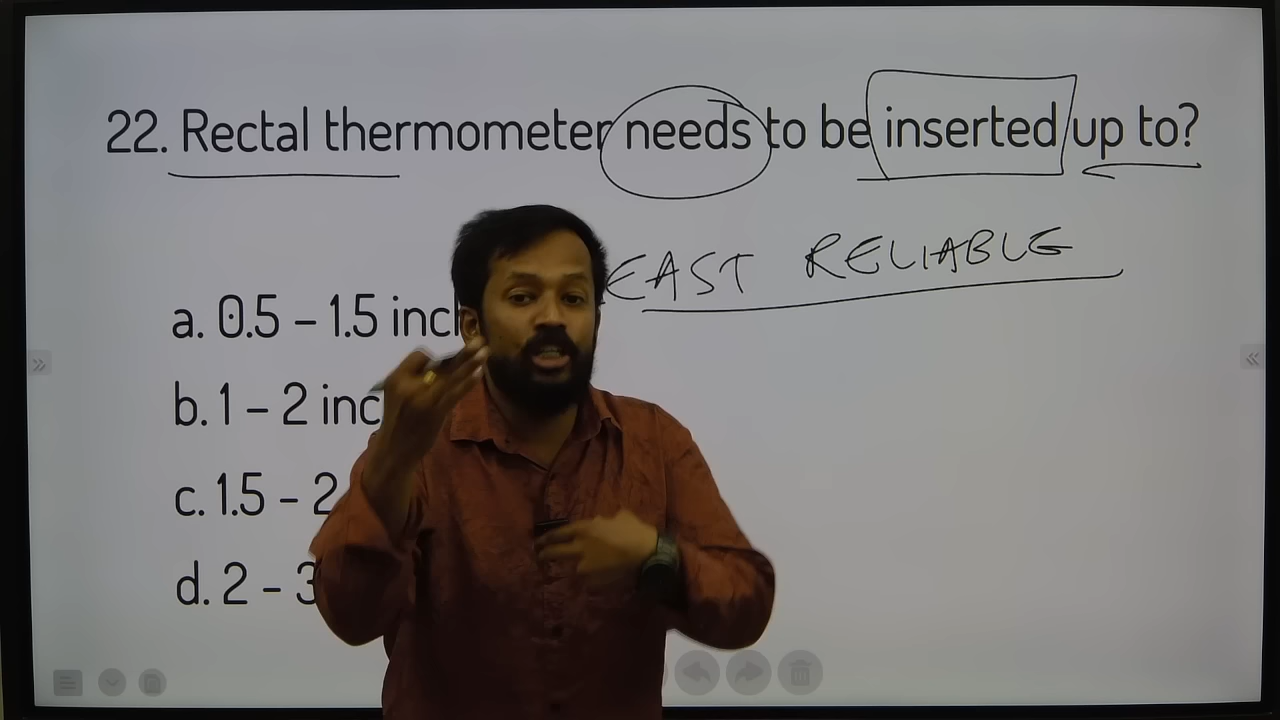 22. Rectal thermometer needs to be inserted up to?
EAST RELIABLE
a. 0.5 – 1.5 incl
b. 1 – 2 inc
c. 1.5 – 2
d. 2 – 3